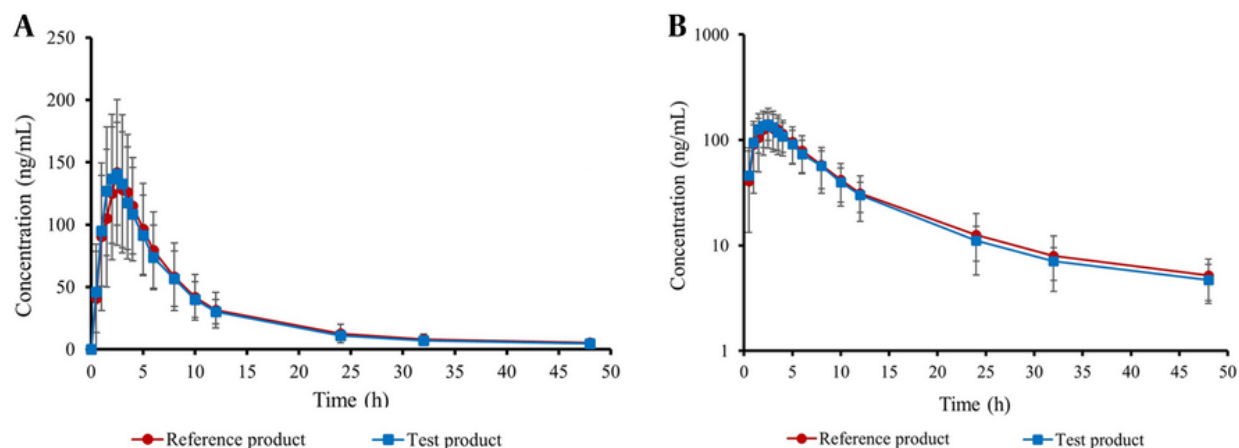 A
250
200
150
100
50
0
Concentration (ng/mL)
0 5 10 15 20 25 30 35 40 45 50
Time (h)
Reference product Test product
B
1000
100
10
1
Concentration (ng/mL)
0 5 10 15 20 25 30 35 40 45 50
Time (h)
Reference product Test product